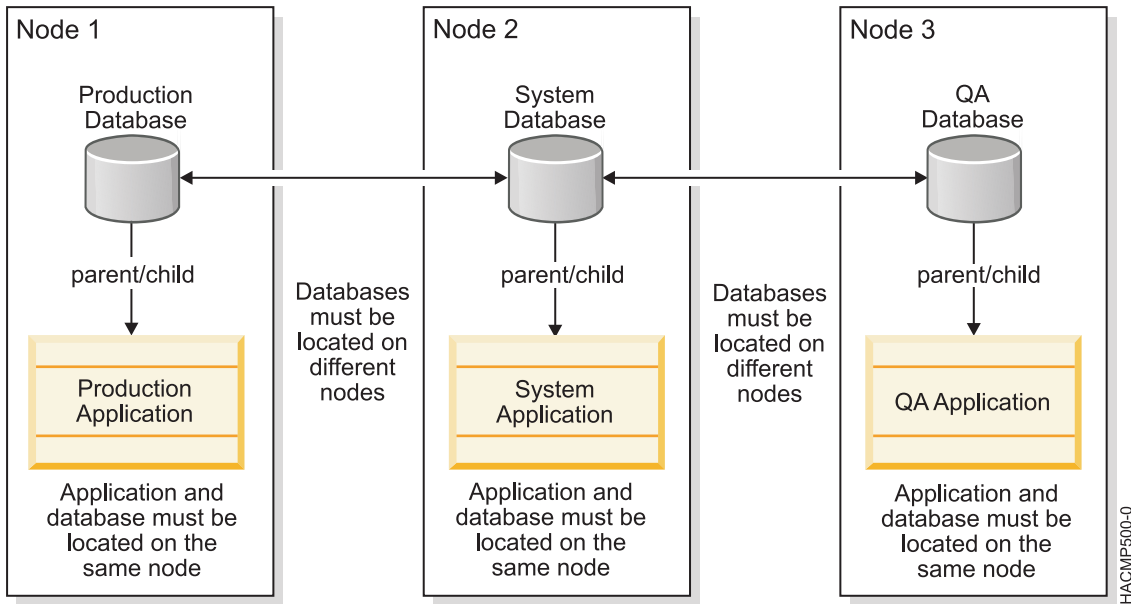 Node 1
Production
Database
parent/child
Production
Application
Application and
database must be
located on the
same node
Databases
must be
located on
different
nodes
Node 2
System
Database
parent/child
System
Application
Application and
database must be
located on the
same node
Databases
must be
located on
different
nodes
Node 3
QA
Database
parent/child
QA Application
Application and
database must be
located on the
same node
HACMP500-0